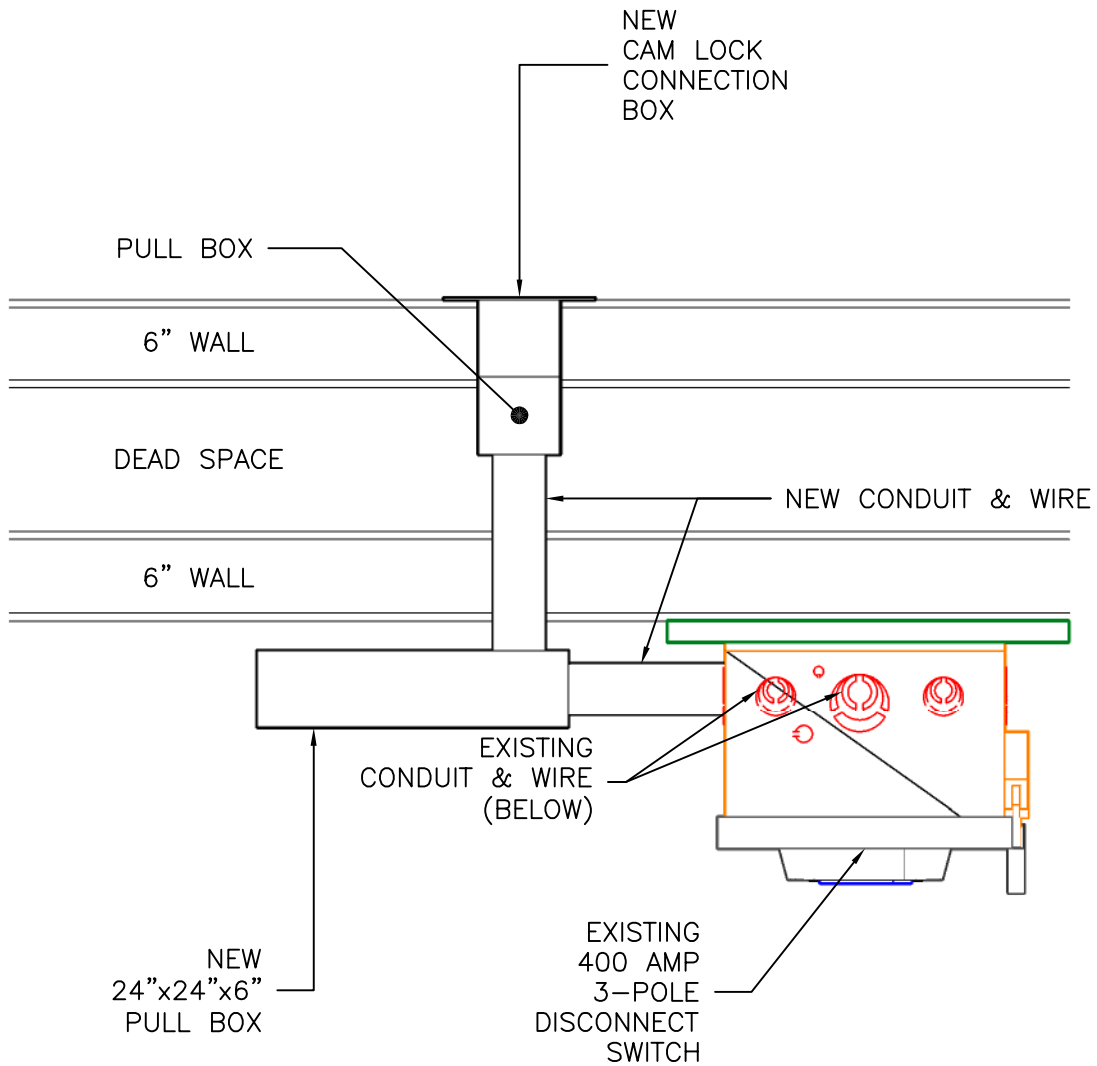 NEW
CAM LOCK
CONNECTION
BOX
PULL BOX
6” WALL
DEAD SPACE
NEW CONDUIT & WIRE
6” WALL
EXISTING
CONDUIT & WIRE
(BELOW)
NEW
24”x24”x6”
PULL BOX
EXISTING
400 AMP
3-POLE
DISCONNECT
SWITCH